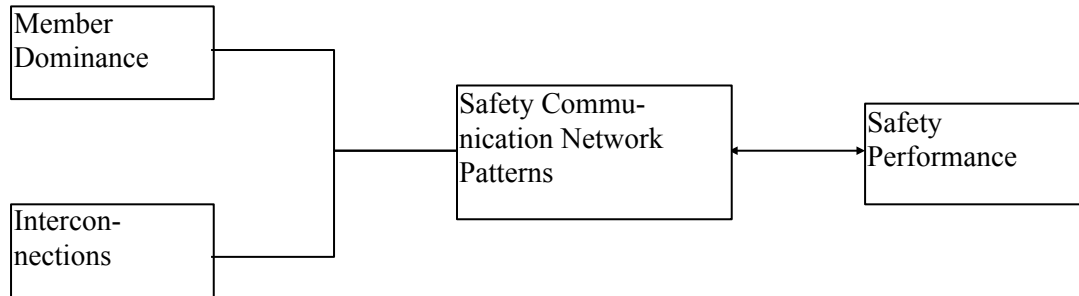 Member
Dominance
Safety Commu-
nication Network
Patterns
Safety
Performance
Intercon-
nections